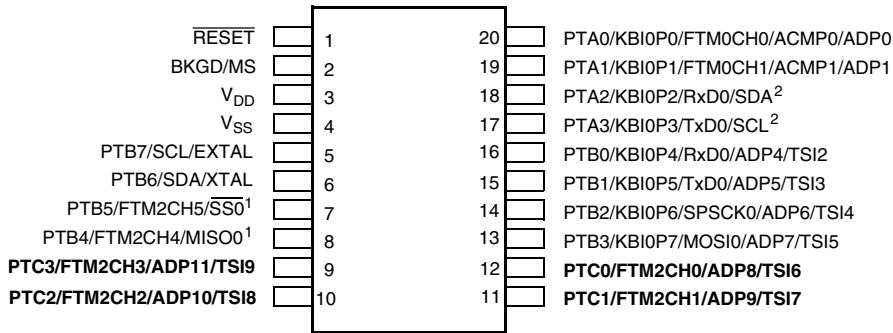 RESET 1 20 PTA0/KBI0P0/FTM0CH0/ACMP0/ADP0
BKGD/MS 2 19 PTA1/KBI0P1/FTM0CH1/ACMP1/ADP1
VDD 3 18 PTA2/KBI0P2/RxD0/SDA2
VSS 4 17 PTA3/KBI0P3/TxD0/SCL2
PTB7/SCL/EXTAL 5 16 PTB0/KBI0P4/RxD0/ADP4/TSI2
PTB6/SDA/XTAL 6 15 PTB1/KBI0P5/TxD0/ADP5/TSI3
PTB5/FTM2CH5/SS01 7 14 PTB2/KBI0P6/SPSCK0/ADP6/TSI4
PTB4/FTM2CH4/MISO01 8 13 PTB3/KBI0P7/MOSI0/ADP7/TSI5
PTC3/FTM2CH3/ADP11/TSI9 9 12 PTC0/FTM2CH0/ADP8/TSI6
PTC2/FTM2CH2/ADP10/TSI8 10 11 PTC1/FTM2CH1/ADP9/TSI7